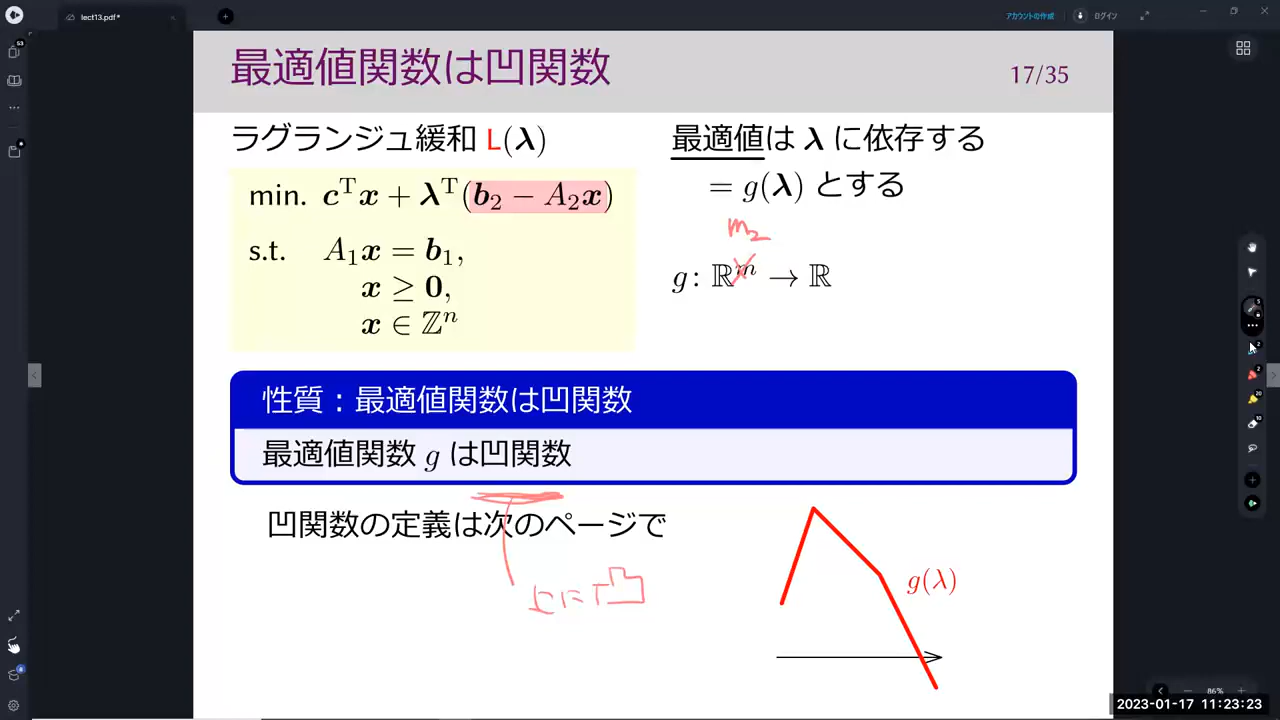 lect13.pdf*
アカウントの作成
ログイン
最適値関数は凹関数
17/35
ラグランジュ緩和 L(λ)
min. cᵀx + λᵀ(b₂ − A₂x)
s.t. A₁x = b₁,
x ≥ 0,
x ∈ ℤⁿ
最適値は λ に依存する
= g(λ) とする
m₂
g: ℝᵐ → ℝ
性質：最適値関数は凹関数
最適値関数 g は凹関数
凹関数の定義は次のページで
上に凸
g(λ)
86%
2023-01-17 11:23:23